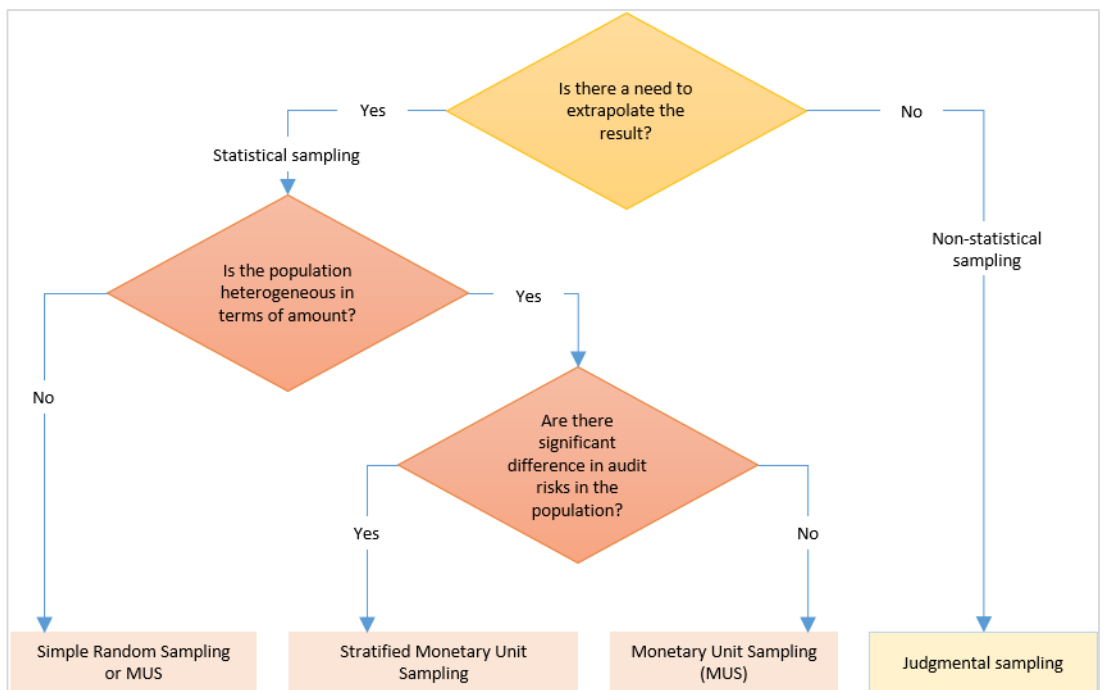 Is there a need to
extrapolate the
result?
Yes
No
Statistical sampling
Non-statistical
sampling
Is the population
heterogeneous in
terms of amount?
Yes
No
Are there
significant
difference in audit
risks in the
population?
Yes
No
Simple Random Sampling
or MUS
Stratified Monetary Unit
Sampling
Monetary Unit Sampling
(MUS)
Judgmental sampling